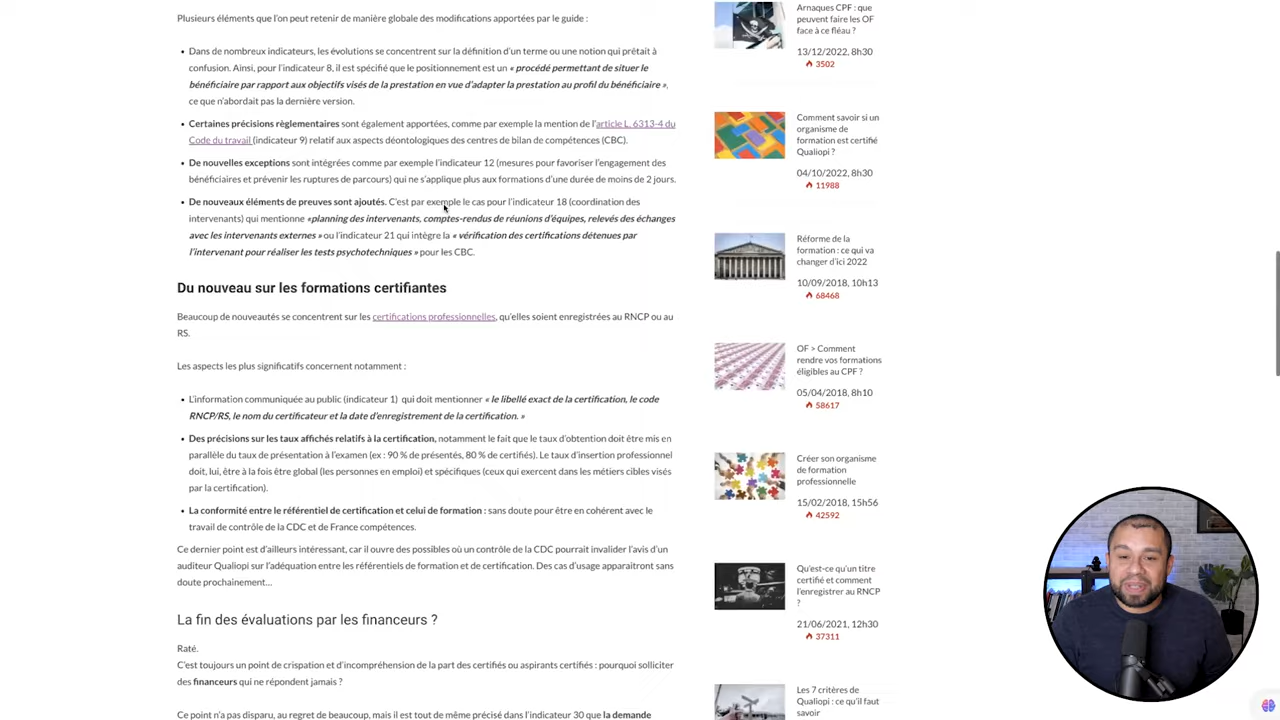 Plusieurs éléments que l'on peut retenir de manière globale des modifications apportées par le guide :
• Dans de nombreux indicateurs, les évolutions se concentrent sur la définition d'un terme ou une notion qui prêtait à
confusion. Ainsi, pour l'indicateur 8, il est spécifié que le positionnement est un « procédé permettant de situer le
bénéficiaire par rapport aux objectifs visés de la prestation en vue d'adapter la prestation au profil du bénéficiaire »,
ce que n'abordait pas la dernière version.
• Certaines précisions règlementaires sont également apportées, comme par exemple la mention de l'article L. 6313-4 du
Code du travail (indicateur 9) relatif aux aspects déontologiques des centres de bilan de compétences (CBC).
• De nouvelles exceptions sont intégrées comme par exemple l'indicateur 12 (mesures pour favoriser l'engagement des
bénéficiaires et prévenir les ruptures de parcours) qui ne s'applique plus aux formations d'une durée de moins de 2 jours.
• De nouveaux éléments de preuves sont ajoutés. C'est par exemple le cas pour l'indicateur 18 (coordination des
intervenants) qui mentionne «planning des intervenants, comptes-rendus de réunions d'équipes, relevés des échanges
avec les intervenants externes » ou l'indicateur 21 qui intègre la « vérification des certifications détenues par
l'intervenant pour réaliser les tests psychotechniques » pour les CBC.
Du nouveau sur les formations certifiantes
Beaucoup de nouveautés se concentrent sur les certifications professionnelles, qu'elles soient enregistrées au RNCP ou au
RS.
Les aspects les plus significatifs concernent notamment :
• L'information communiquée au public (indicateur 1) qui doit mentionner « le libellé exact de la certification, le code
RNCP/RS, le nom du certificateur et la date d'enregistrement de la certification. »
• Des précisions sur les taux affichés relatifs à la certification, notamment le fait que le taux d'obtention doit être mis en
parallèle du taux de présentation à l'examen (ex : 90 % de présentés, 80 % de certifiés). Le taux d'insertion professionnel
doit, lui, être à la fois être global (les personnes en emploi) et spécifiques (ceux qui exercent dans les métiers cibles visés
par la certification).
• La conformité entre le référentiel de certification et celui de formation : sans doute pour être en cohérent avec le
travail de contrôle de la CDC et de France compétences.
Ce dernier point est d'ailleurs intéressant, car il ouvre des possibles où un contrôle de la CDC pourrait invalider l'avis d'un
auditeur Qualiopi sur l'adéquation entre les référentiels de formation et de certification. Des cas d'usage apparaitront sans
doute prochainement…
La fin des évaluations par les financeurs ?
Raté.
C'est toujours un point de crispation et d'incompréhension de la part des certifiés ou aspirants certifiés : pourquoi solliciter
des financeurs qui ne répondent jamais ?
Ce point n'a pas disparu, au regret de beaucoup, mais il est tout de même précisé dans l'indicateur 30 que la demande
Arnaques CPF : que
peuvent faire les OF
face à ce fléau ?
13/12/2022, 8h30
3502
Comment savoir si un
organisme de
formation est certifié
Qualiopi ?
04/10/2022, 8h30
11988
Réforme de la
formation : ce qui va
changer d'ici 2022
10/09/2018, 10h13
68468
OF > Comment
rendre vos formations
éligibles au CPF ?
05/04/2018, 8h10
58617
Créer son organisme
de formation
professionnelle
15/02/2018, 15h56
42592
Qu'est-ce qu'un titre
certifié et comment
l'enregistrer au RNCP
?
21/06/2021, 12h30
37311
Les 7 critères de
Qualiopi : ce qu'il faut
savoir